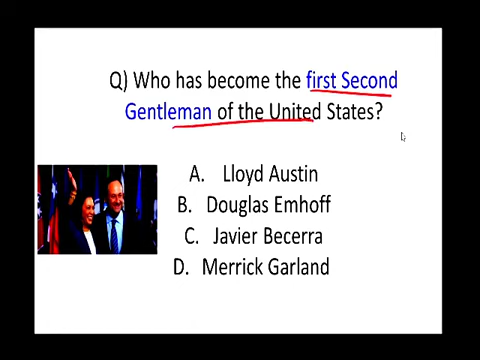 Q) Who has become the first Second
Gentleman of the United States?
A. Lloyd Austin
B. Douglas Emhoff
C. Javier Becerra
D. Merrick Garland